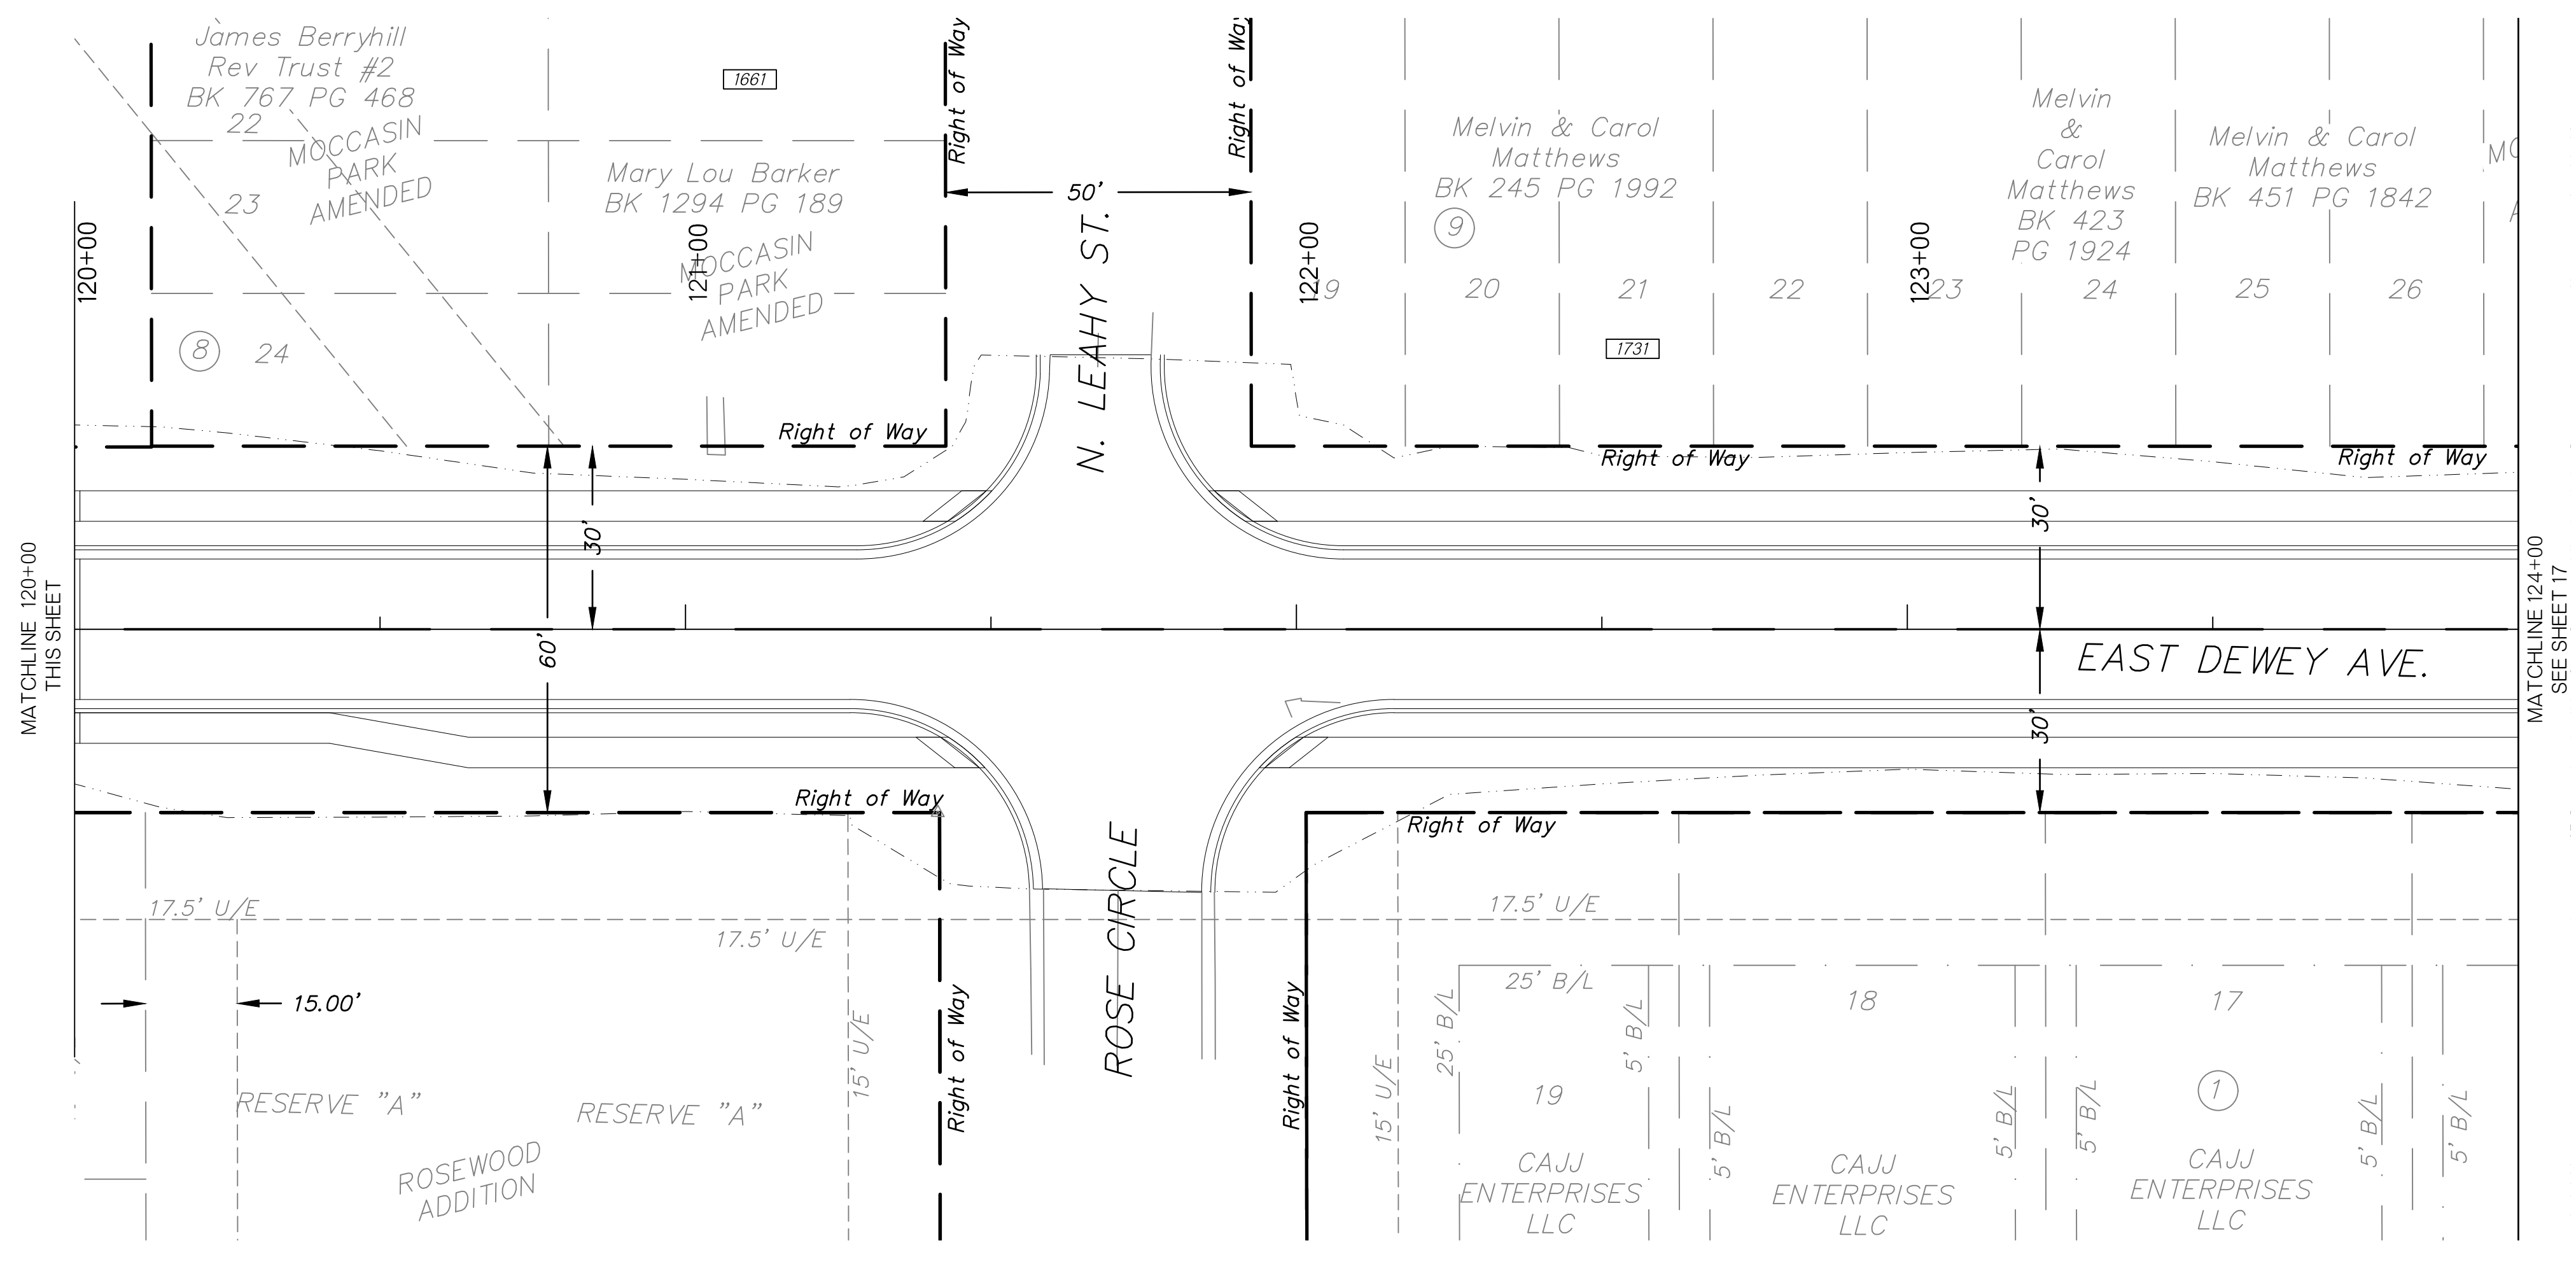 James Berryhill
Rev Trust #2
BK 767 PG 468
22
MOCCASIN
PARK
AMENDED
23
8
24
1661
Mary Lou Barker
BK 1294 PG 189
MOCCASIN
PARK
AMENDED
120+00
121+00
Right of Way
Right of Way
Right of Way
50'
N. LEAHY ST.
Melvin & Carol
Matthews
BK 245 PG 1992
9
Melvin
&
Carol
Matthews
BK 423
PG 1924
Melvin & Carol
Matthews
BK 451 PG 1842
122+00
123+00
19
20
21
22
23
24
25
26
1731
Right of Way
Right of Way
30'
60'
30'
30'
MATCHLINE 120+00
THIS SHEET
MATCHLINE 124+00
SEE SHEET 17
EAST DEWEY AVE.
Right of Way
Right of Way
17.5' U/E
17.5' U/E
17.5' U/E
15.00'
15' U/E
Right of Way
ROSE CIRCLE
Right of Way
15' U/E
25' B/L
25' B/L
5' B/L
5' B/L
5' B/L
5' B/L
5' B/L
5' B/L
18
17
19
1
RESERVE "A"
RESERVE "A"
ROSEWOOD
ADDITION
CAJJ
ENTERPRISES
LLC
CAJJ
ENTERPRISES
LLC
CAJJ
ENTERPRISES
LLC